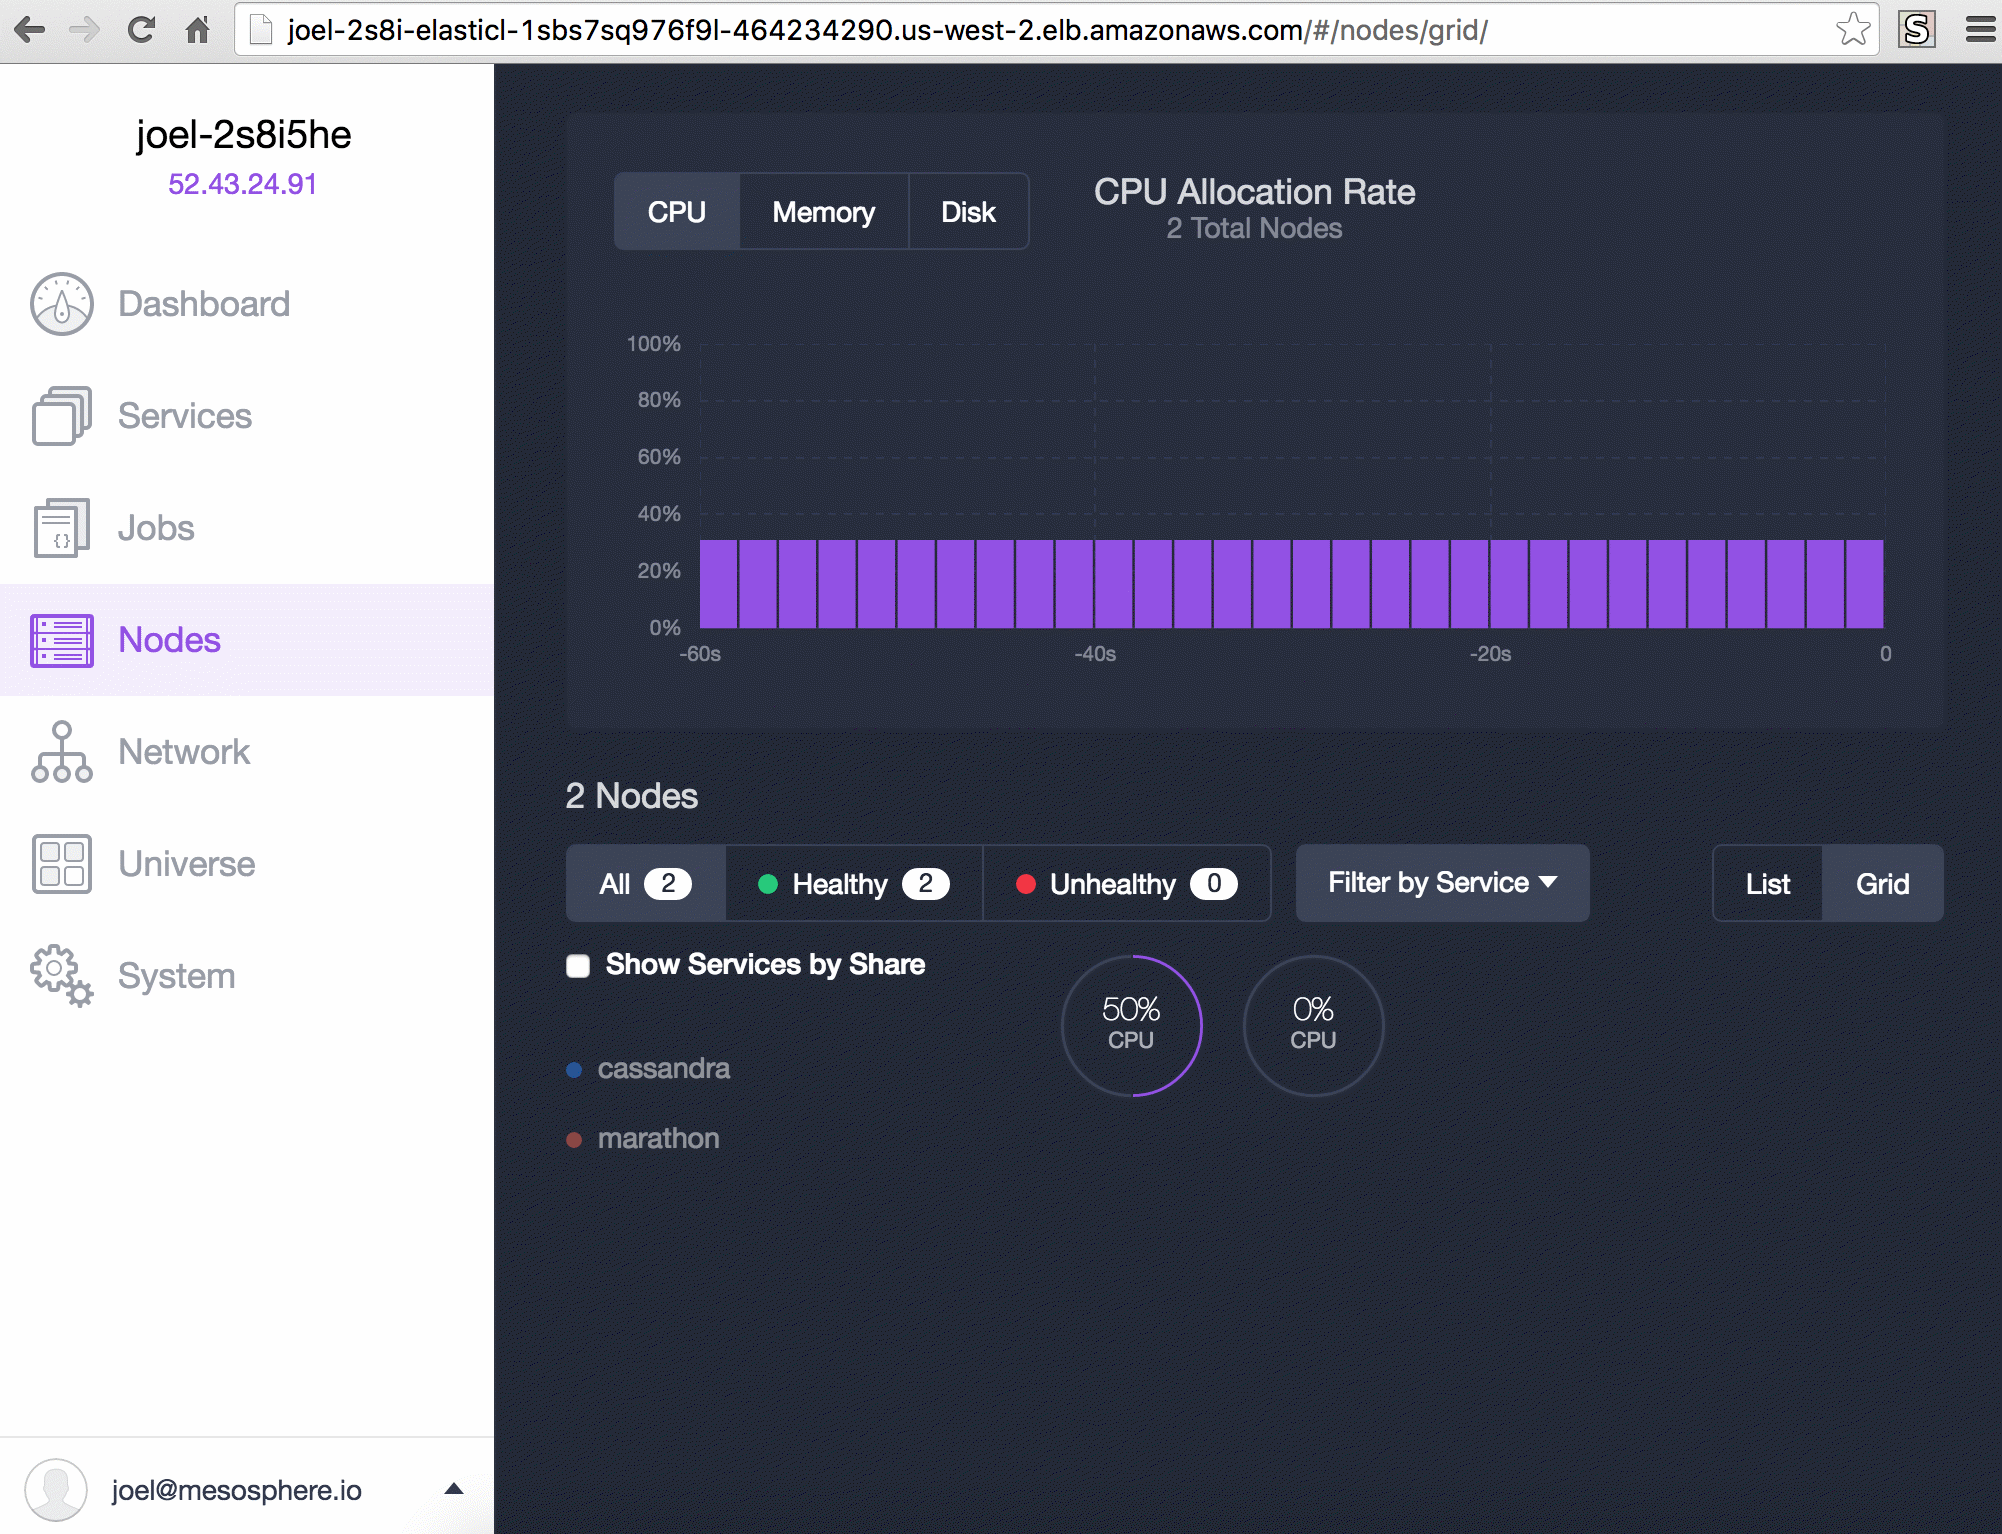 joel-2s8i-elasticl-1sbs7sq976f9l-464234290.us-west-2.elb.amazonaws.com/#/nodes/grid/
S
joel-2s8i5he
52.43.24.91
Dashboard
Services
Jobs
Nodes
Network
Universe
System
joel@mesosphere.io
CPU Memory Disk
CPU Allocation Rate
2 Total Nodes
100%
80%
60%
40%
20%
0%
-60s -40s -20s 0
2 Nodes
All 2 Healthy 2 Unhealthy 0 Filter by Service List Grid
Show Services by Share
cassandra
marathon
50%
CPU
0%
CPU